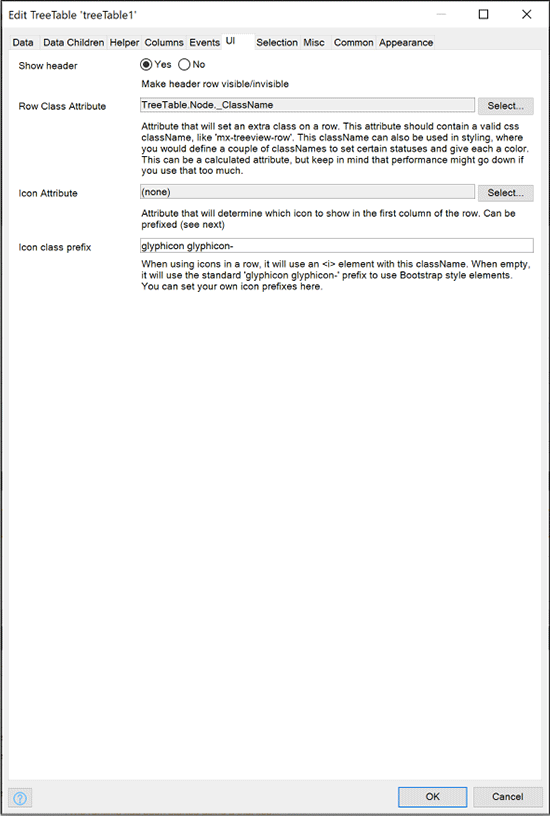 Edit TreeTable 'treeTable1'
Data Data Children Helper Columns Events UI Selection Misc Common Appearance
Show header Yes No
Make header row visible/invisible
Row Class Attribute TreeTable.Node._ClassName Select...
Attribute that will set an extra class on a row. This attribute should contain a valid css
className, like 'mx-treeview-row'. This className can also be used in styling, where
you would define a couple of classNames to set certain statuses and give each a color.
This can be a calculated attribute, but keep in mind that performance might go down if
you use that too much.
Icon Attribute (none) Select...
Attribute that will determine which icon to show in the first column of the row. Can be
prefixed (see next)
Icon class prefix glyphicon glyphicon-
When using icons in a row, it will use an <i> element with this className. When empty,
it will use the standard 'glyphicon glyphicon-' prefix to use Bootstrap style elements.
You can set your own icon prefixes here.
? OK Cancel